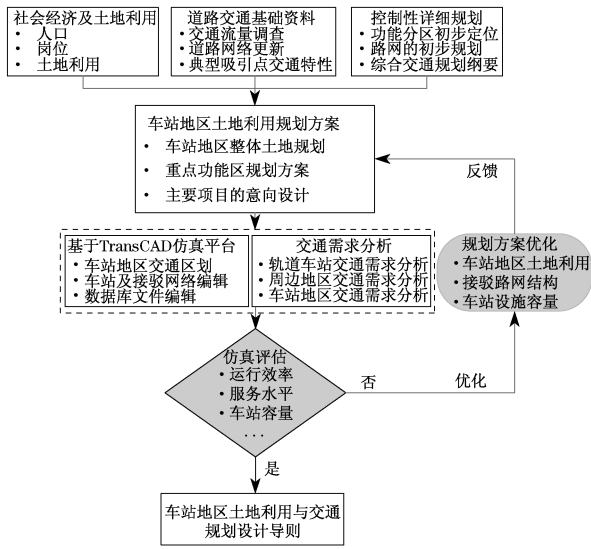 社会经济及土地利用
• 人口
• 岗位
• 土地利用
道路交通基础资料
• 交通流量调查
• 道路网络更新
• 典型吸引点交通特性
控制性详细规划
• 功能分区初步定位
• 路网的初步规划
• 综合交通规划纲要
车站地区土地利用规划方案
• 车站地区整体土地规划
• 重点功能区规划方案
• 主要项目的意向设计
反馈
基于TransCAD仿真平台
• 车站地区交通区划
• 车站及接驳网络编辑
• 数据库文件编辑
交通需求分析
• 轨道车站交通需求分析
• 周边地区交通需求分析
• 车站地区交通需求分析
规划方案优化
• 车站地区土地利用
• 接驳路网结构
• 车站设施容量
仿真评估
• 运行效率
• 服务水平
• 车站容量
...
否
优化
是
车站地区土地利用与交通
规划设计导则